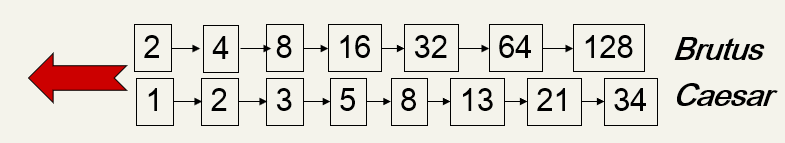 2 4 8 16 32 64 128 Brutus
1 2 3 5 8 13 21 34 Caesar